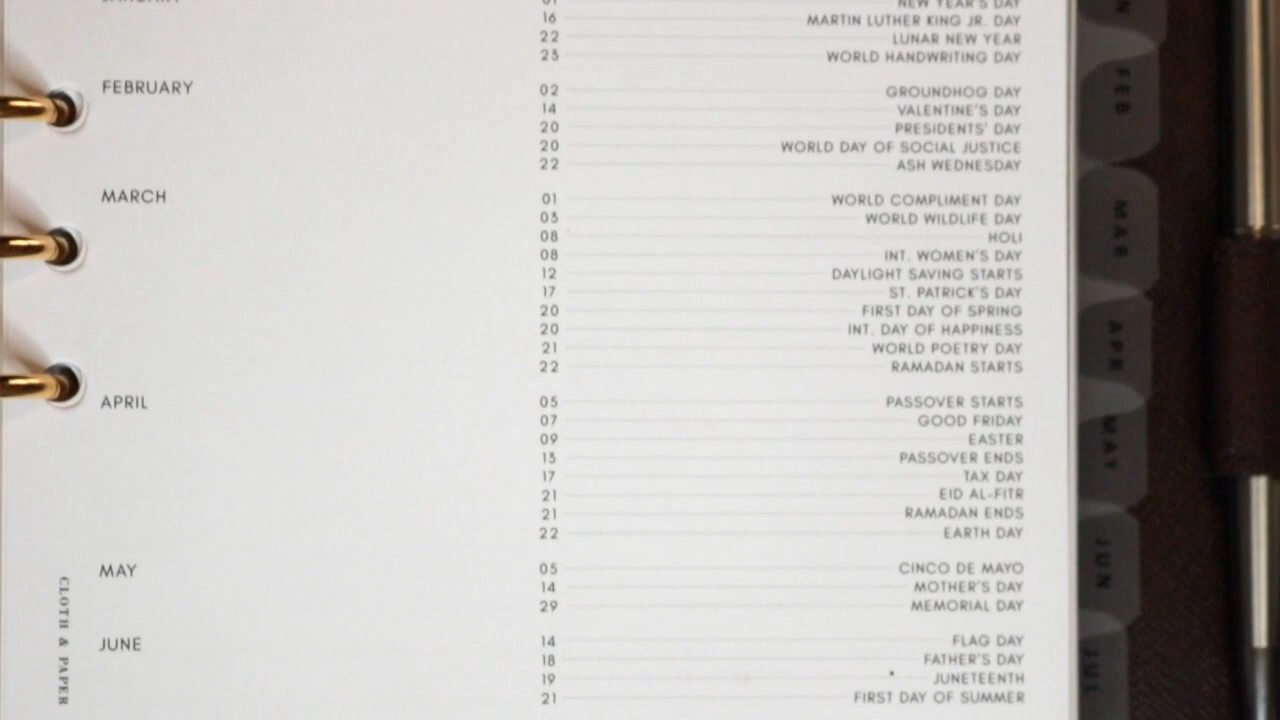 JANUARY 01 NEW YEAR'S DAY
16 MARTIN LUTHER KING JR. DAY
22 LUNAR NEW YEAR
23 WORLD HANDWRITING DAY
FEBRUARY 02 GROUNDHOG DAY
14 VALENTINE'S DAY
20 PRESIDENTS' DAY
20 WORLD DAY OF SOCIAL JUSTICE
22 ASH WEDNESDAY
MARCH 01 WORLD COMPLIMENT DAY
03 WORLD WILDLIFE DAY
08 HOLI
08 INT. WOMEN'S DAY
12 DAYLIGHT SAVING STARTS
17 ST. PATRICK'S DAY
20 FIRST DAY OF SPRING
20 INT. DAY OF HAPPINESS
21 WORLD POETRY DAY
22 RAMADAN STARTS
APRIL 05 PASSOVER STARTS
07 GOOD FRIDAY
09 EASTER
13 PASSOVER ENDS
17 TAX DAY
21 EID AL-FITR
21 RAMADAN ENDS
22 EARTH DAY
MAY 05 CINCO DE MAYO
14 MOTHER'S DAY
29 MEMORIAL DAY
JUNE 14 FLAG DAY
18 FATHER'S DAY
19 JUNETEENTH
21 FIRST DAY OF SUMMER
CLOTH & PAPER
FEB
MAR
APR
MAY
JUN
JUL